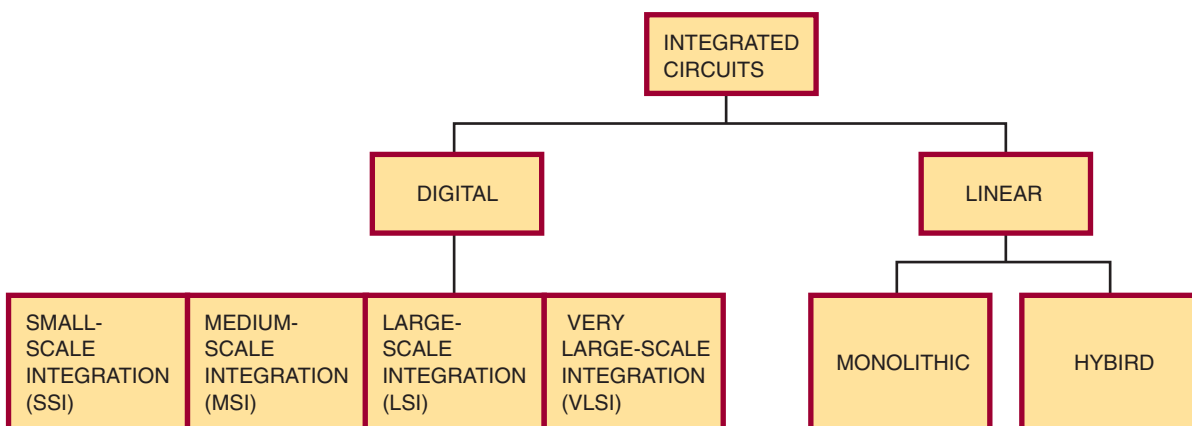 INTEGRATED
CIRCUITS
DIGITAL
LINEAR
SMALL-
SCALE
INTEGRATION
(SSI)
MEDIUM-
SCALE
INTEGRATION
(MSI)
LARGE-
SCALE
INTEGRATION
(LSI)
VERY
LARGE-SCALE
INTEGRATION
(VLSI)
MONOLITHIC
HYBIRD